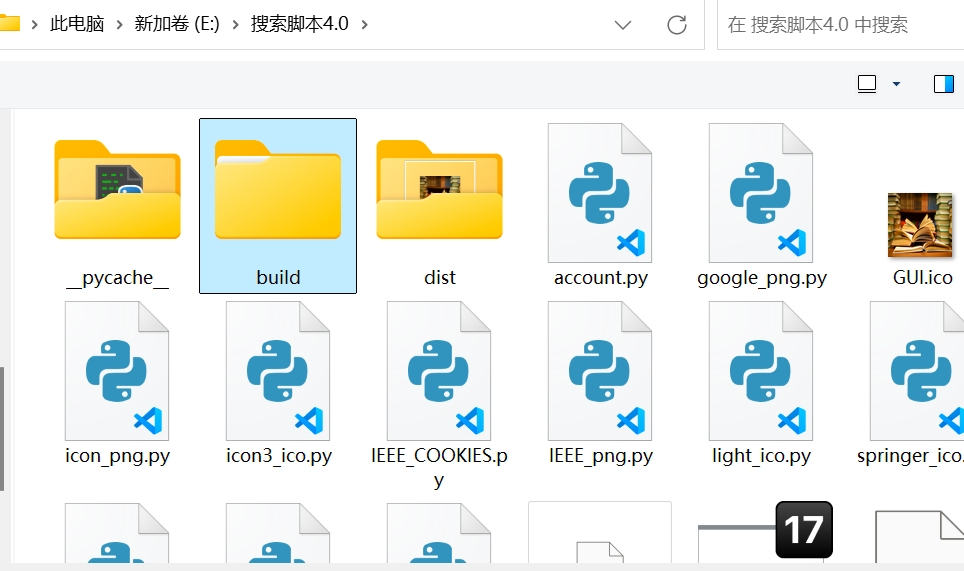 此电脑 > 新加卷 (E:) > 搜索脚本4.0 >
在 搜索脚本4.0 中搜索
__pycache__
build
dist
account.py
google_png.py
GUI.ico
icon_png.py
icon3_ico.py
IEEE_COOKIES.p
y
IEEE_png.py
light_ico.py
springer_ico.
17